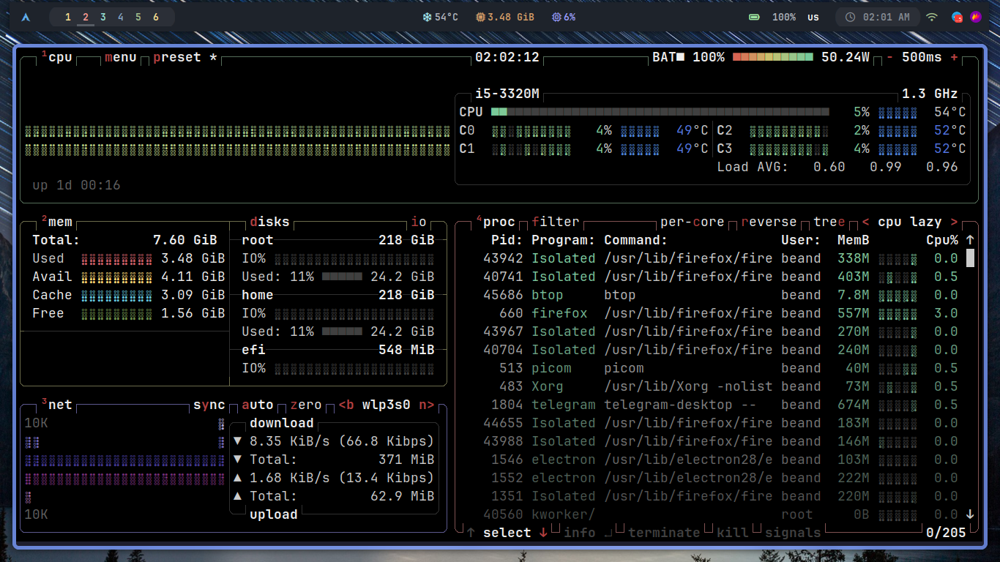 1 2 3 4 5 6 54°C 3.48 GiB 6% 100% us 02:01 AM
1cpu menu preset * 02:02:12 BAT■ 100% 50.24W - 500ms +
i5-3320M 1.3 GHz
CPU 5% 54°C
C0 4% 49°C C2 2% 52°C
C1 4% 49°C C3 4% 52°C
Load AVG: 0.60 0.99 0.96
up 1d 00:16
2mem disks io
Total: 7.60 GiB
Used 3.48 GiB
Avail 4.11 GiB
Cache 3.09 GiB
Free 1.56 GiB
root 218 GiB
IO%
Used: 11% 24.2 GiB
home 218 GiB
IO%
Used: 11% 24.2 GiB
efi 548 MiB
IO%
3net sync auto zero <b wlp3s0 n>
10K
10K
download
▼ 8.35 KiB/s (66.8 Kibps)
▼ Total: 371 MiB
▲ 1.68 KiB/s (13.4 Kibps)
▲ Total: 62.9 MiB
upload
4proc filter per-core reverse tree < cpu lazy >
Pid: Program: Command: User: MemB Cpu% ↑
43942 Isolated /usr/lib/firefox/fire beand 338M 0.0
40741 Isolated /usr/lib/firefox/fire beand 403M 0.5
45686 btop btop beand 7.8M 0.0
660 firefox /usr/lib/firefox/fire beand 557M 3.0
43967 Isolated /usr/lib/firefox/fire beand 270M 0.0
40704 Isolated /usr/lib/firefox/fire beand 240M 0.0
513 picom picom beand 40M 0.5
483 Xorg /usr/lib/Xorg -nolist beand 73M 0.5
1804 telegram telegram-desktop -- beand 674M 0.5
44655 Isolated /usr/lib/firefox/fire beand 183M 0.0
43988 Isolated /usr/lib/firefox/fire beand 146M 0.0
1546 electron /usr/lib/electron28/e beand 103M 0.0
1552 electron /usr/lib/electron28/e beand 222M 0.0
1351 Isolated /usr/lib/firefox/fire beand 220M 0.0
40560 kworker/ root 0B 0.0 ↓
↑ select ↓ info ↵ terminate kill signals 0/205